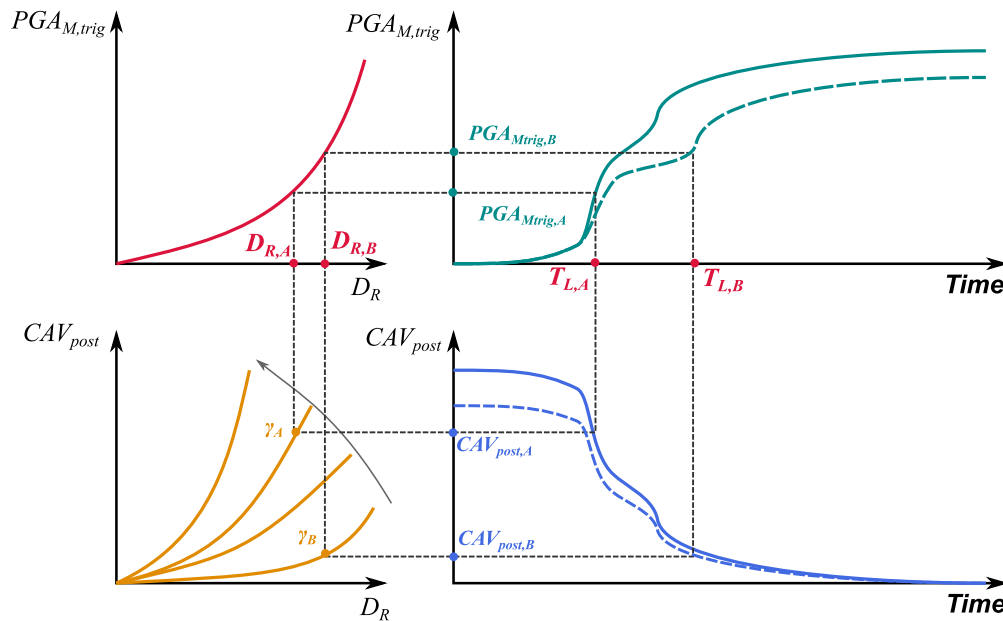 PGA_{M,trig}
PGA_{M,trig}
PGA_{Mtrig,B}
PGA_{Mtrig,A}
D_{R,A}
D_{R,B}
D_R
T_{L,A}
T_{L,B}
Time
CAV_{post}
CAV_{post}
γ_A
CAV_{post,A}
γ_B
CAV_{post,B}
D_R
Time